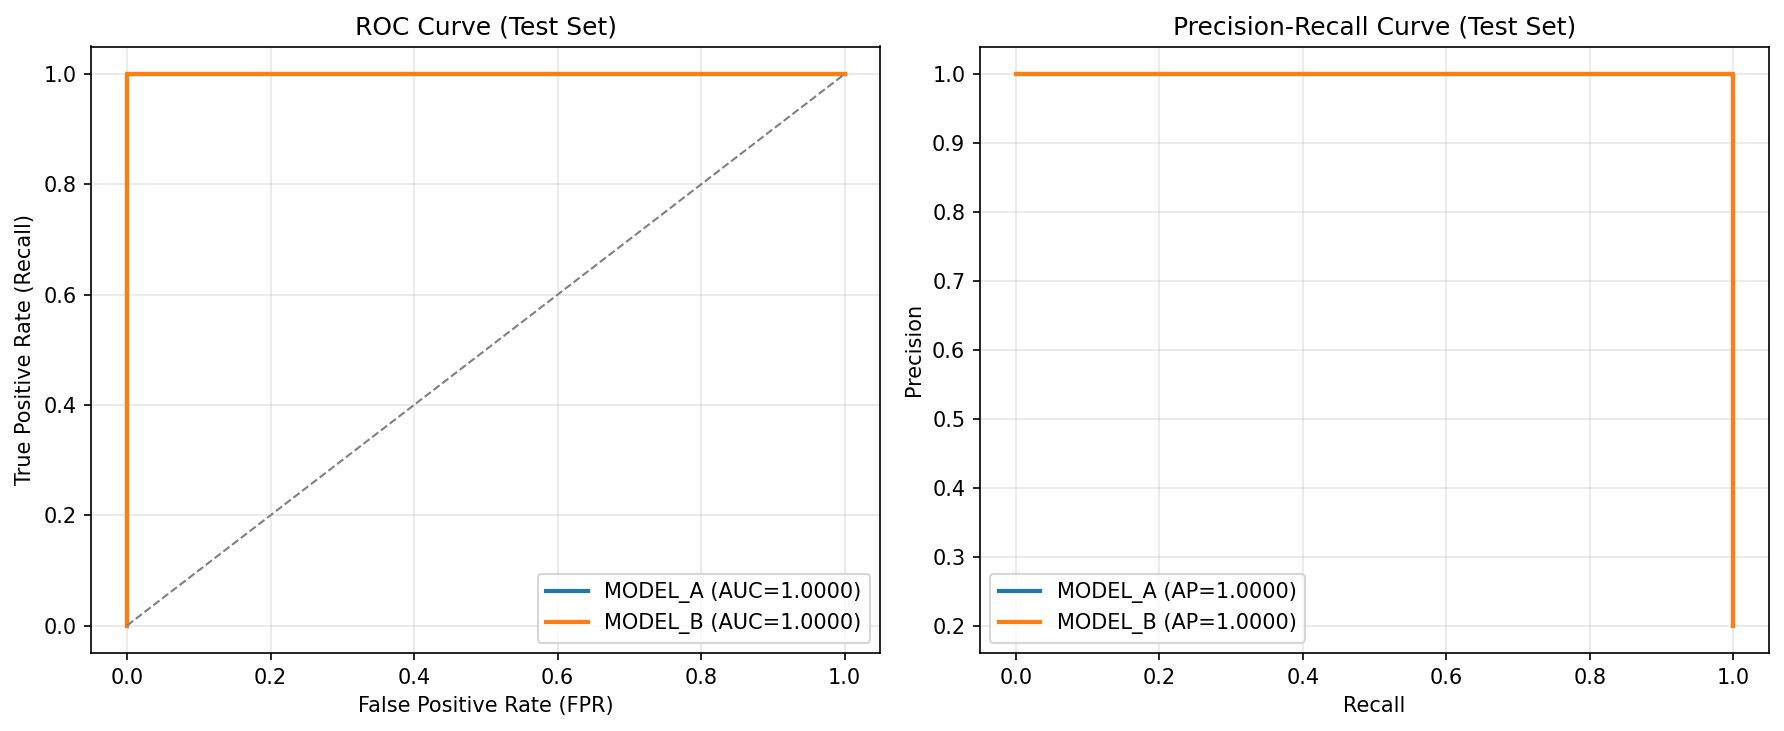 ROC Curve (Test Set)
True Positive Rate (Recall)
1.0
0.8
0.6
0.4
0.2
0.0
MODEL_A (AUC=1.0000)
MODEL_B (AUC=1.0000)
0.0 0.2 0.4 0.6 0.8 1.0
False Positive Rate (FPR)
Precision-Recall Curve (Test Set)
Precision
1.0
0.9
0.8
0.7
0.6
0.5
0.4
0.3
0.2
MODEL_A (AP=1.0000)
MODEL_B (AP=1.0000)
0.0 0.2 0.4 0.6 0.8 1.0
Recall